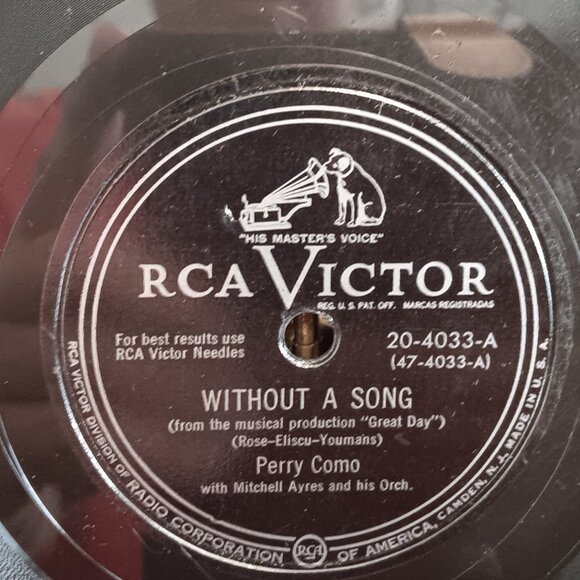 "HIS MASTER'S VOICE"
RCA VICTOR
REG. U. S. PAT. OFF. MARCAS REGISTRADAS
For best results use
RCA Victor Needles
20-4033-A
(47-4033-A)
WITHOUT A SONG
(from the musical production "Great Day")
(Rose-Eliscu-Youmans)
Perry Como
with Mitchell Ayres and his Orch.
RCA VICTOR DIVISION OF RADIO CORPORATION RCA OF AMERICA, CAMDEN, N. J., MADE IN U. S. A.